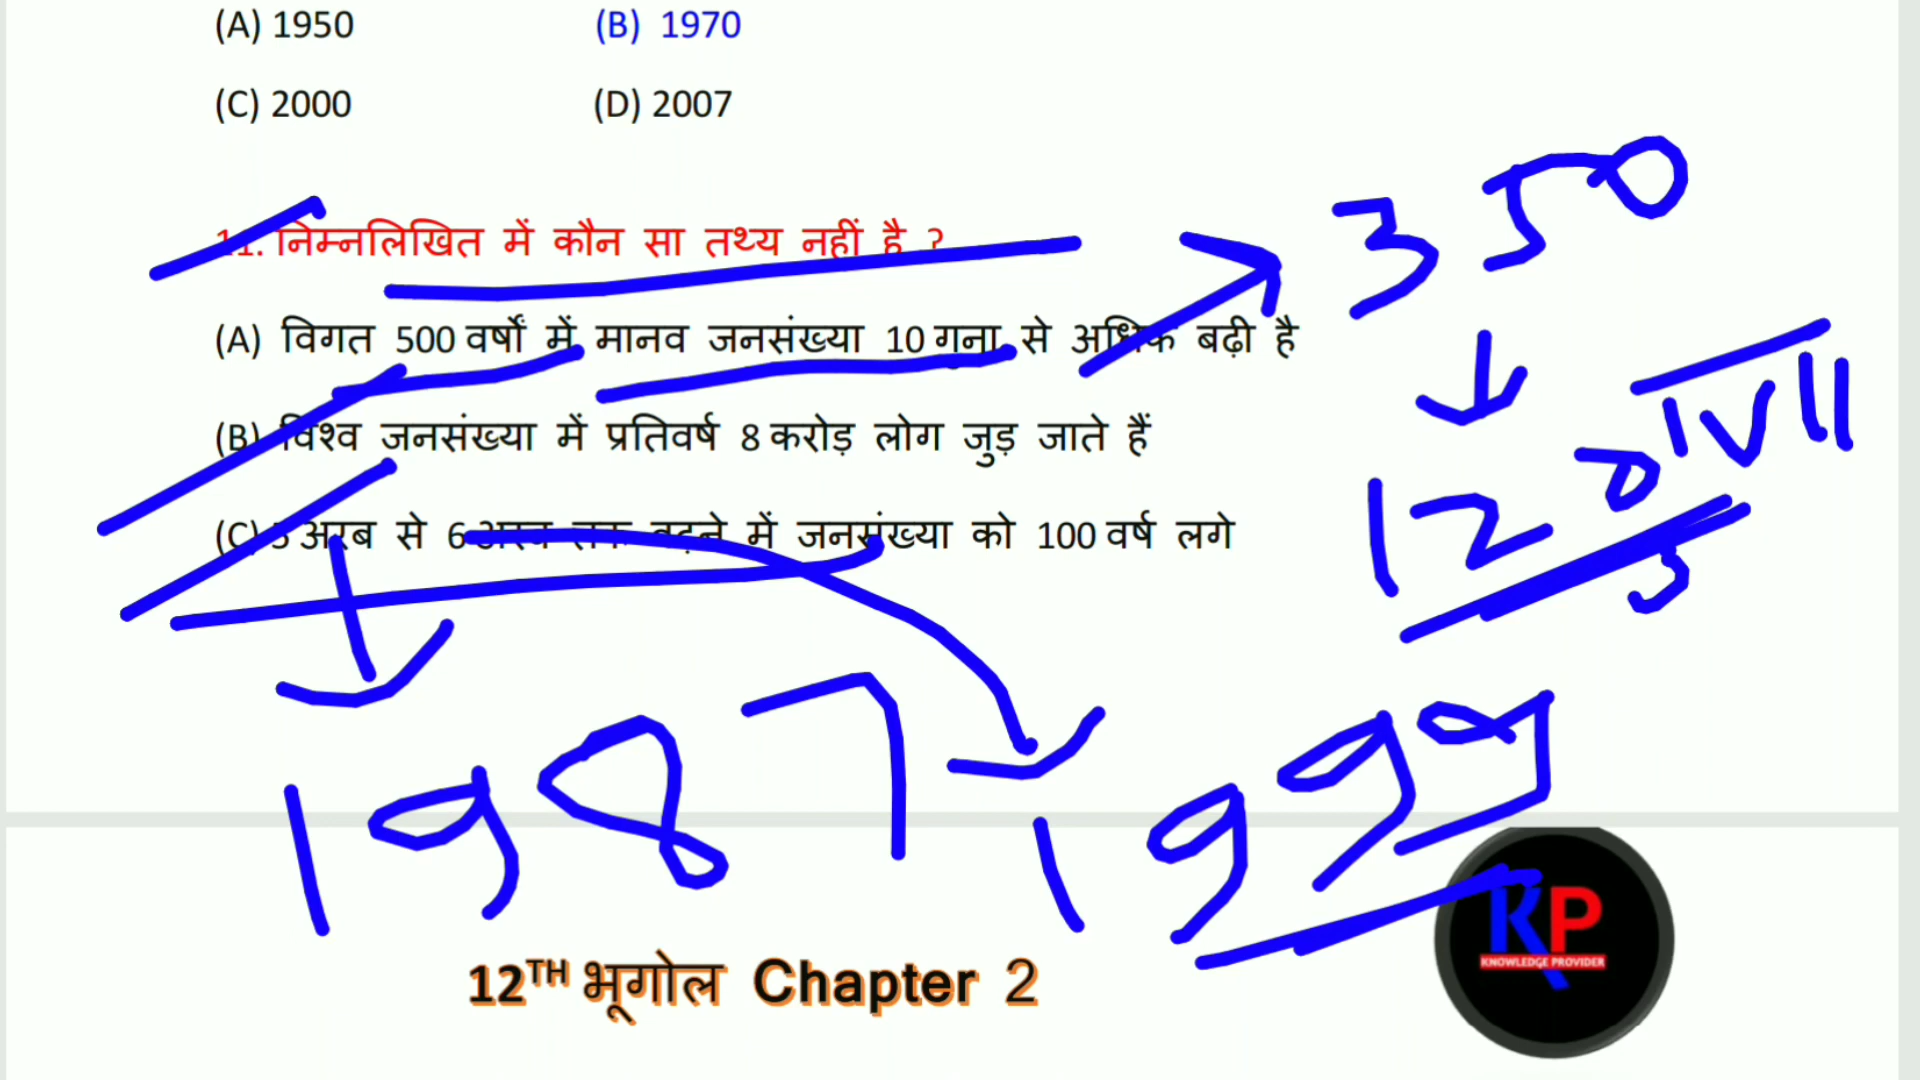 (A) 1950 (B) 1970
(C) 2000 (D) 2007
350
11. निम्नलिखित में कौन सा तथ्य नहीं है ?
(A) विगत 500 वर्षों में मानव जनसंख्या 10 गुना से अधिक बढ़ी है
(B) विश्व जनसंख्या में प्रतिवर्ष 8 करोड़ लोग जुड़ जाते हैं
(C) 5 अरब से 6 अरब तक बढ़ने में जनसंख्या को 100 वर्ष लगे
120
1987 1999
KP
KNOWLEDGE PROVIDER
12TH भूगोल Chapter 2